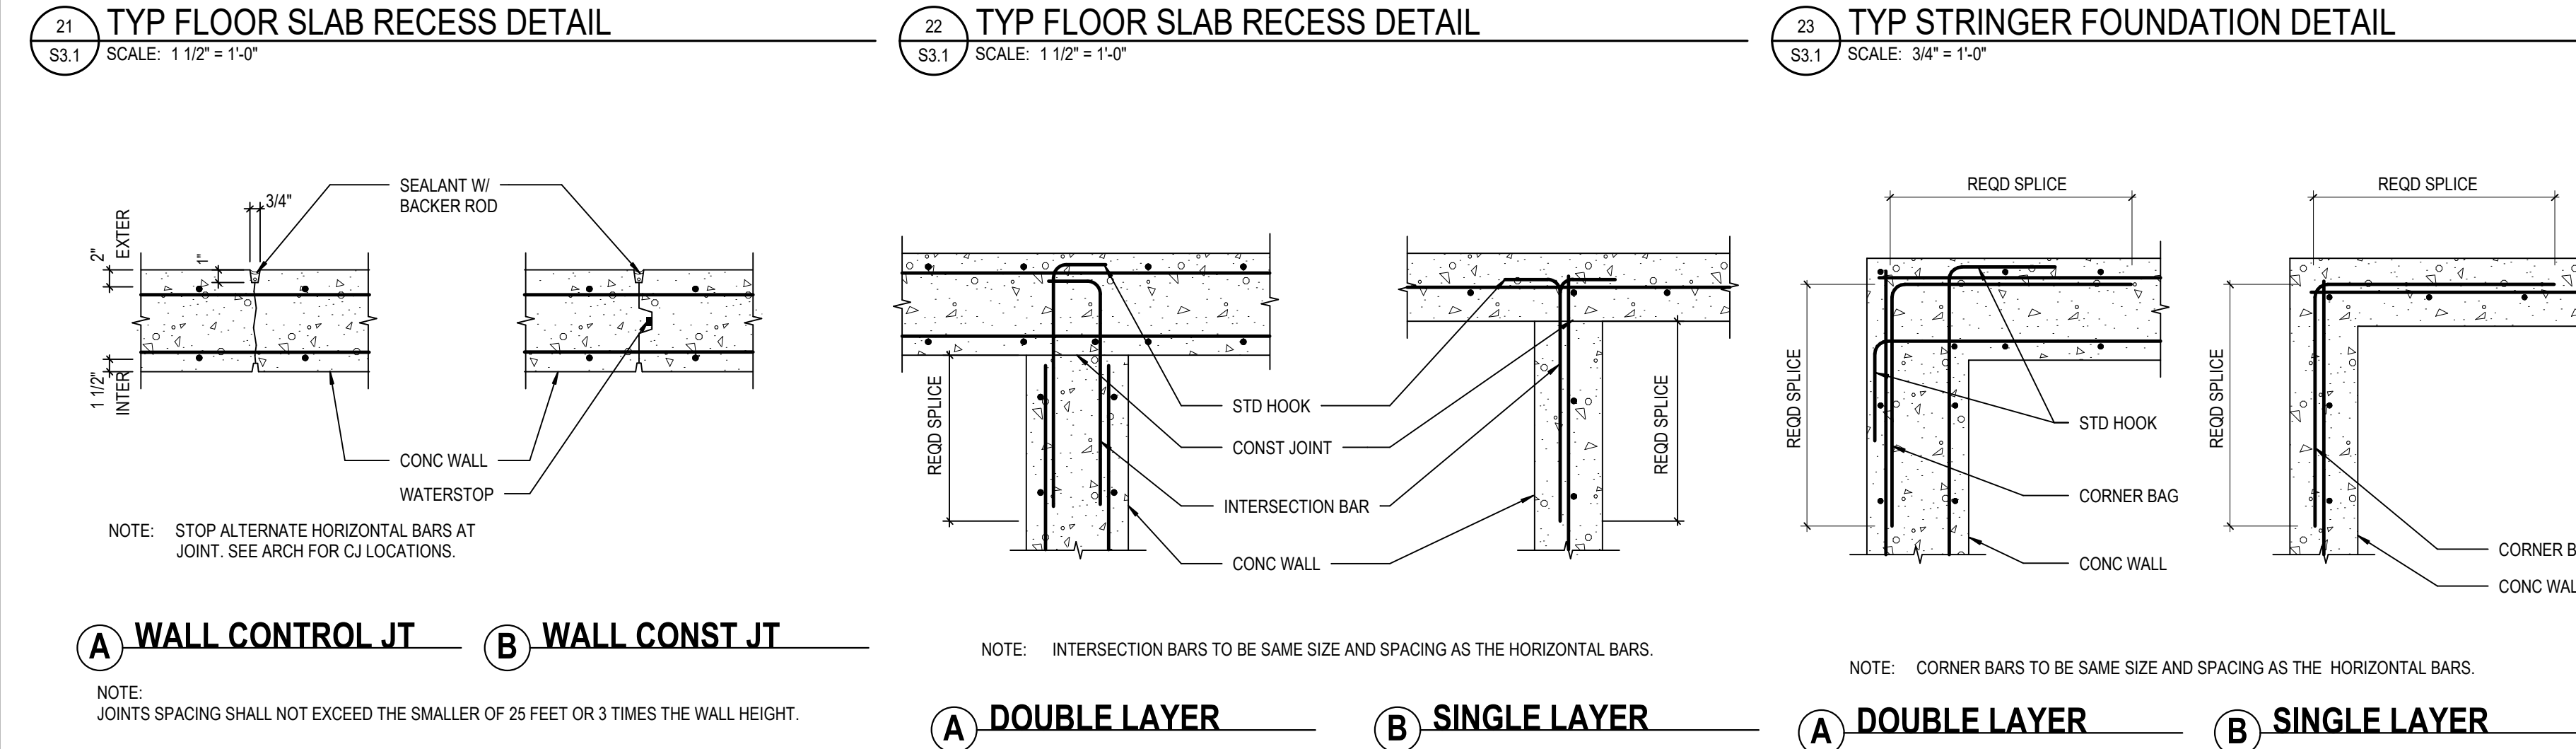 21
S3.1
TYP FLOOR SLAB RECESS DETAIL
SCALE: 1 1/2" = 1'-0"
22
S3.1
TYP FLOOR SLAB RECESS DETAIL
SCALE: 1 1/2" = 1'-0"
23
S3.1
TYP STRINGER FOUNDATION DETAIL
SCALE: 3/4" = 1'-0"
3/4"
SEALANT W/
BACKER ROD
2"
EXTER
1"
1 1/2"
INTER
CONC WALL
WATERSTOP
NOTE: STOP ALTERNATE HORIZONTAL BARS AT
JOINT. SEE ARCH FOR CJ LOCATIONS.
A WALL CONTROL JT
B WALL CONST JT
NOTE:
JOINTS SPACING SHALL NOT EXCEED THE SMALLER OF 25 FEET OR 3 TIMES THE WALL HEIGHT.
REQD SPLICE
STD HOOK
CONST JOINT
INTERSECTION BAR
CONC WALL
REQD SPLICE
NOTE: INTERSECTION BARS TO BE SAME SIZE AND SPACING AS THE HORIZONTAL BARS.
A DOUBLE LAYER
B SINGLE LAYER
REQD SPLICE
REQD SPLICE
STD HOOK
CORNER BAG
CONC WALL
REQD SPLICE
REQD SPLICE
CORNER B
CONC WAL
NOTE: CORNER BARS TO BE SAME SIZE AND SPACING AS THE HORIZONTAL BARS.
A DOUBLE LAYER
B SINGLE LAYER